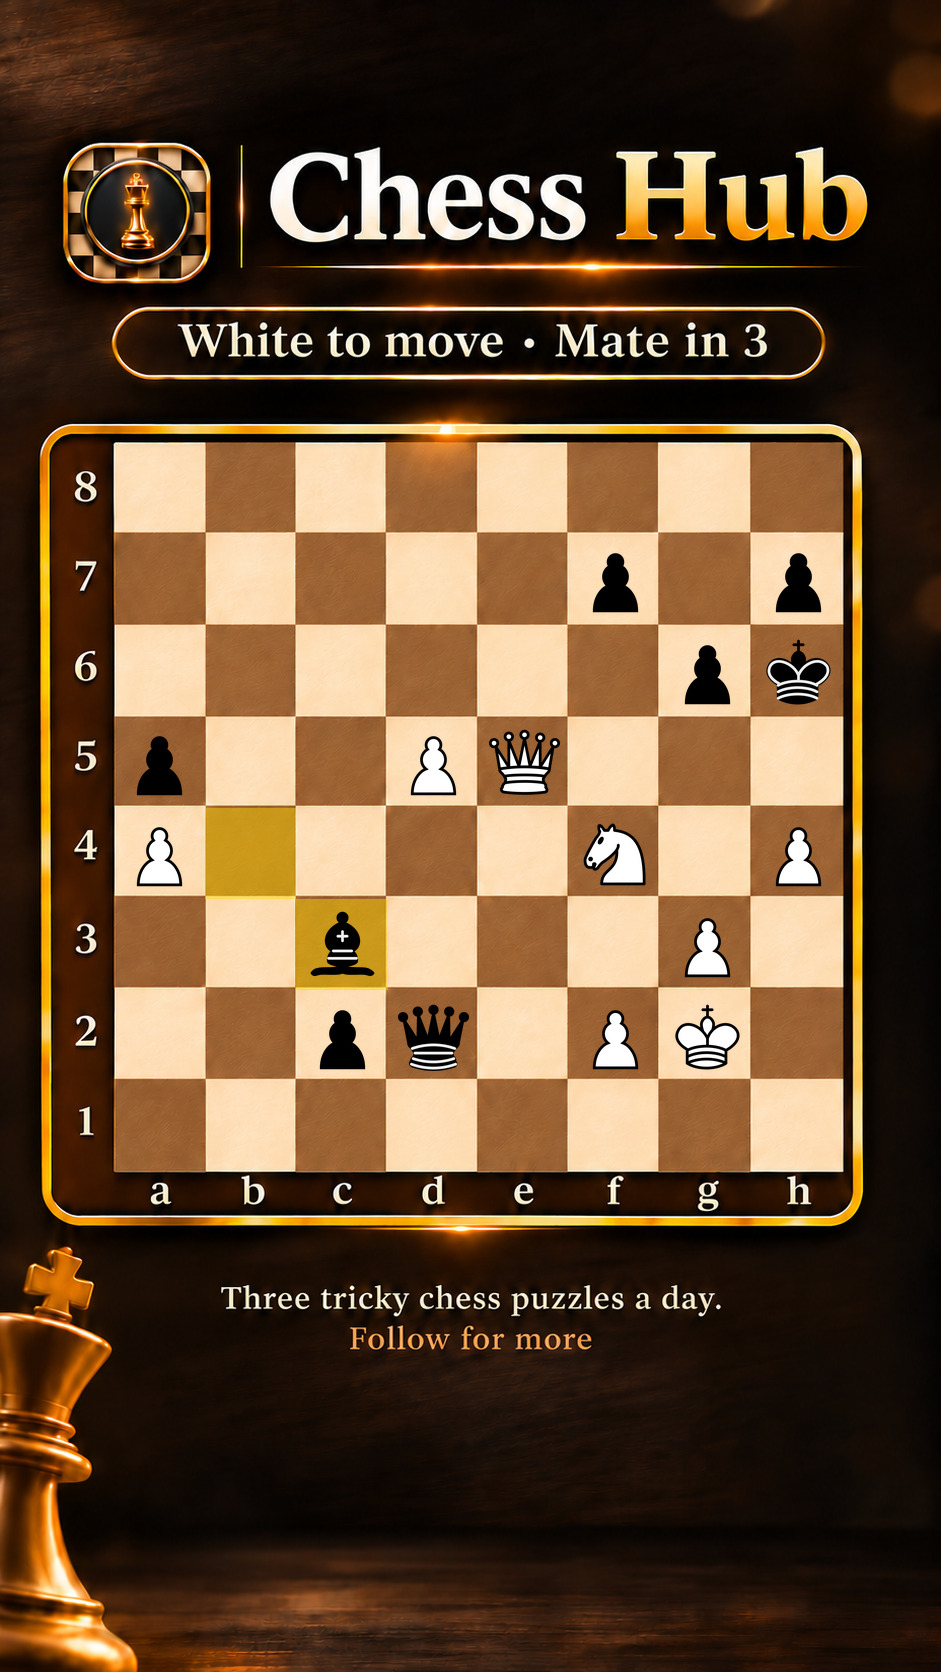 Chess Hub
White to move • Mate in 3
8
7
6
5
4
3
2
1
a b c d e f g h
Three tricky chess puzzles a day.
Follow for more